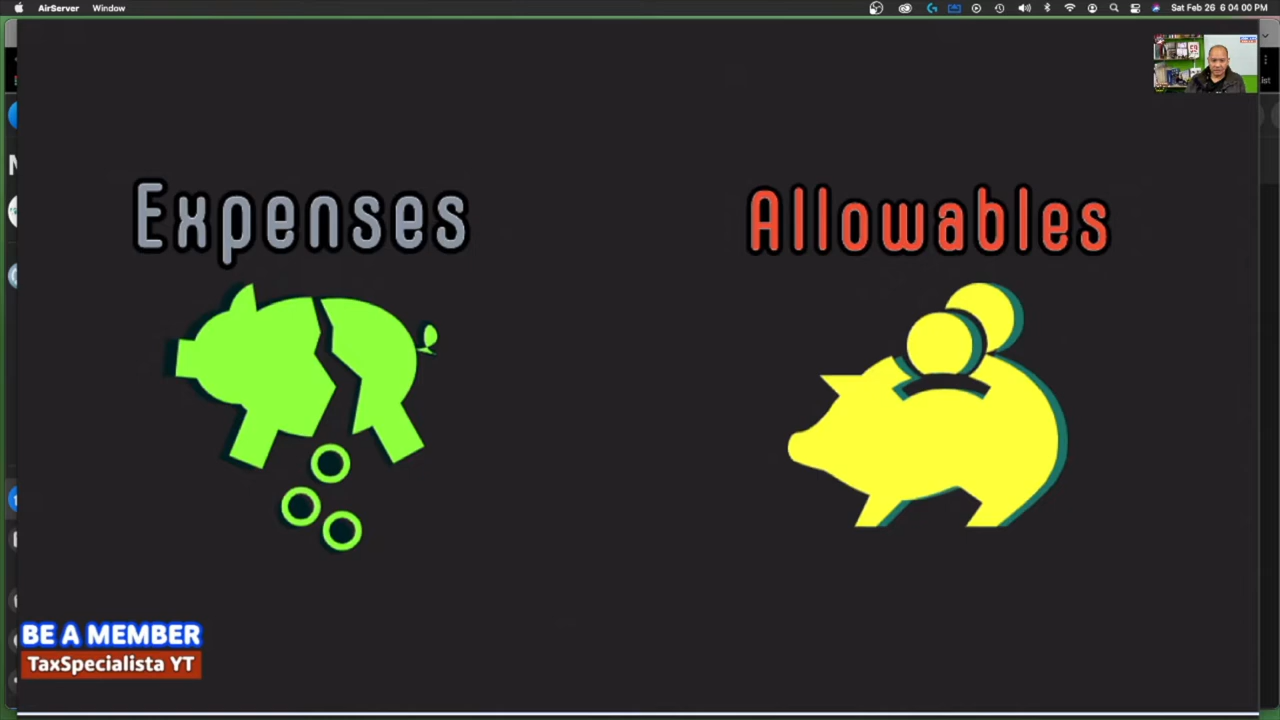 AirServer Window
Sat Feb 26 6 04 00 PM
Expenses
Allowables
BE A MEMBER
TaxSpecialista YT